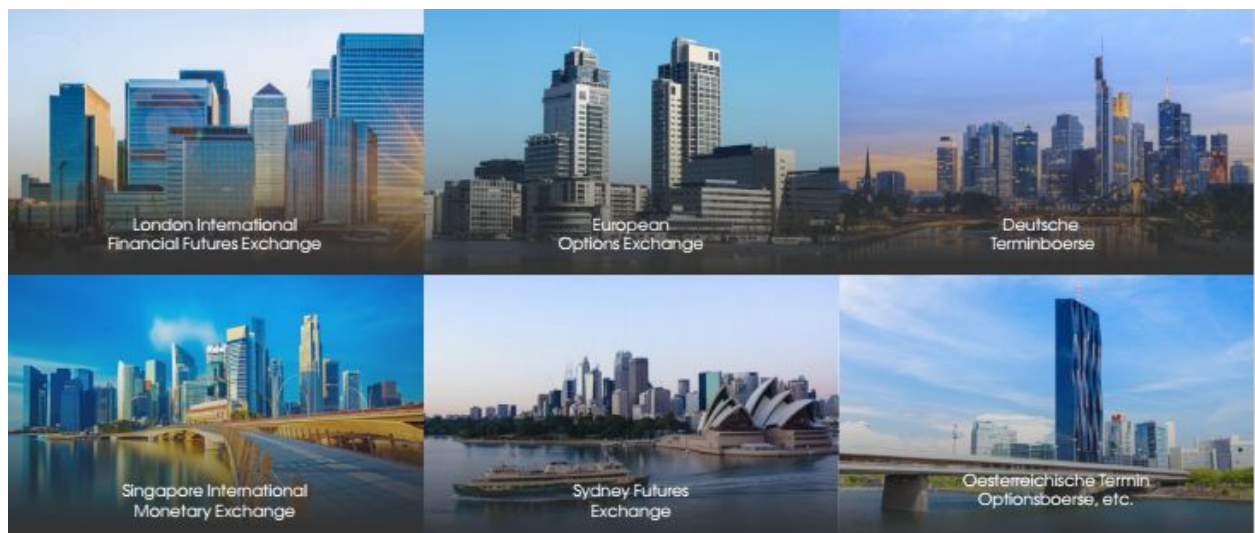 London International
Financial Futures Exchange
European
Options Exchange
Deutsche
Terminboerse
Singapore International
Monetary Exchange
Sydney Futures
Exchange
Oesterreichische Termin
Optionsboerse, etc.